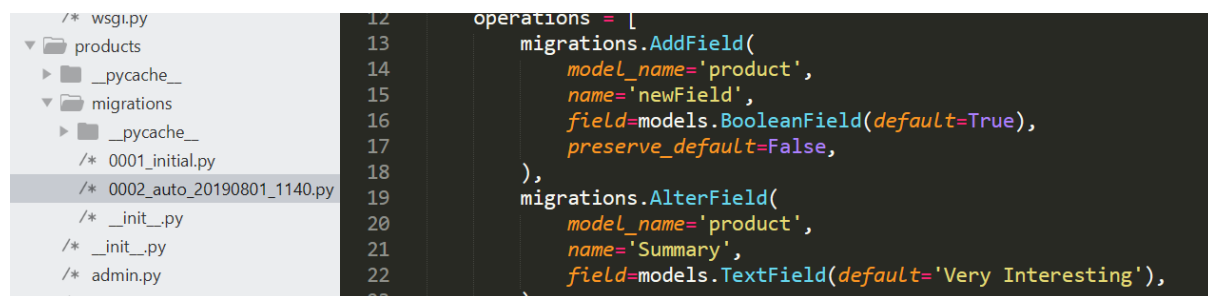 /* wsgi.py
products
__pycache__
migrations
__pycache__
/* 0001_initial.py
/* 0002_auto_20190801_1140.py
/* __init__.py
/* __init__.py
/* admin.py
12 operations = [
13 migrations.AddField(
14 model_name='product',
15 name='newField',
16 field=models.BooleanField(default=True),
17 preserve_default=False,
18 ),
19 migrations.AlterField(
20 model_name='product',
21 name='Summary',
22 field=models.TextField(default='Very Interesting'),